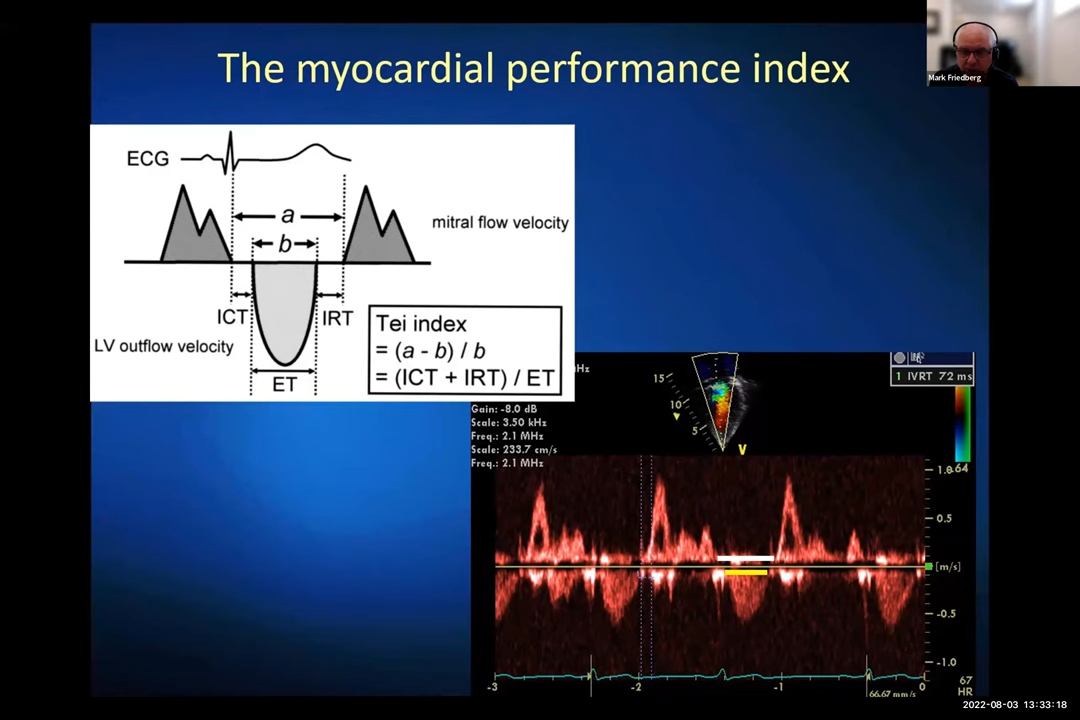 The myocardial performance index
Mark Friedberg
ECG
a
mitral flow velocity
b
ICT
IRT
LV outflow velocity
ET
Tei index
= (a - b) / b
= (ICT + IRT) / ET
Gain: -8.0 dB
Scale: 3.50 kHz
Freq.: 2.1 MHz
Scale: 233.7 cm/s
Freq.: 2.1 MHz
15
10
5
V
1 IVRT 72 ms
.64
1.0
0.5
[m/s]
-0.5
-1.0
-3
-2
-1
0
67
HR
66.67 mm/s
2022-08-03 13:33:18